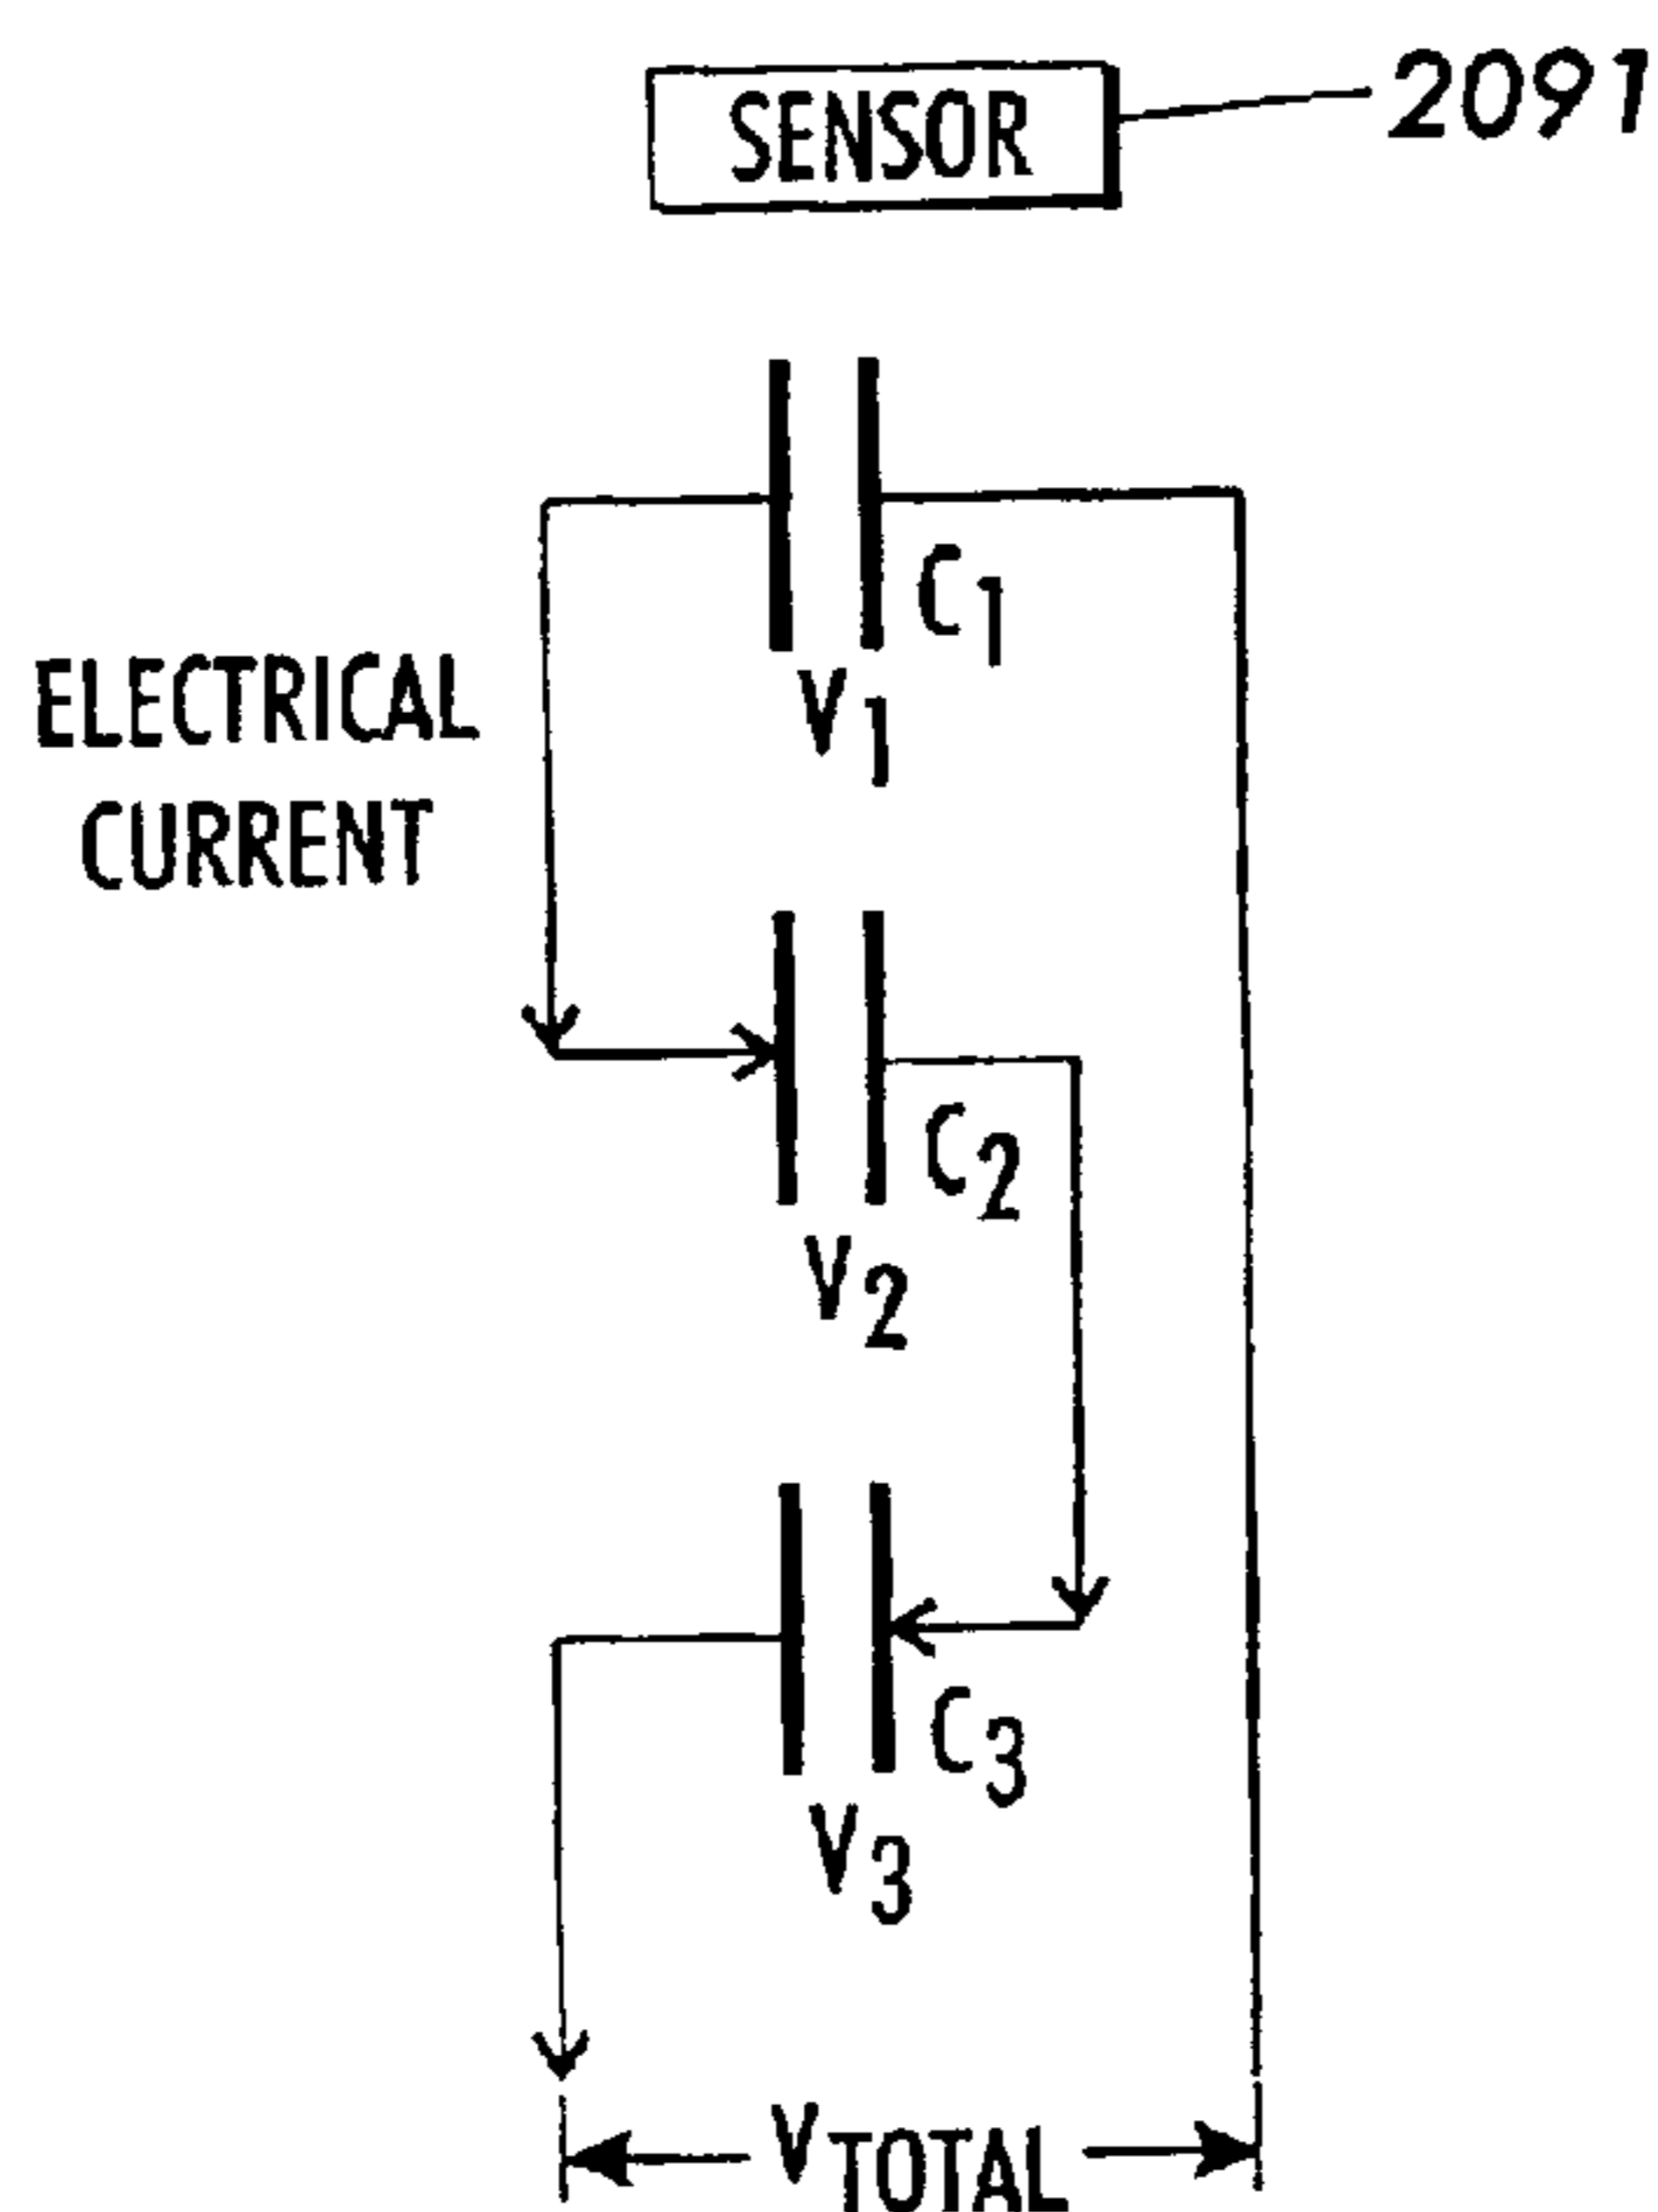 SENSOR 2091
C1
V1
ELECTRICAL
CURRENT
C2
V2
C3
V3
VTOTAL